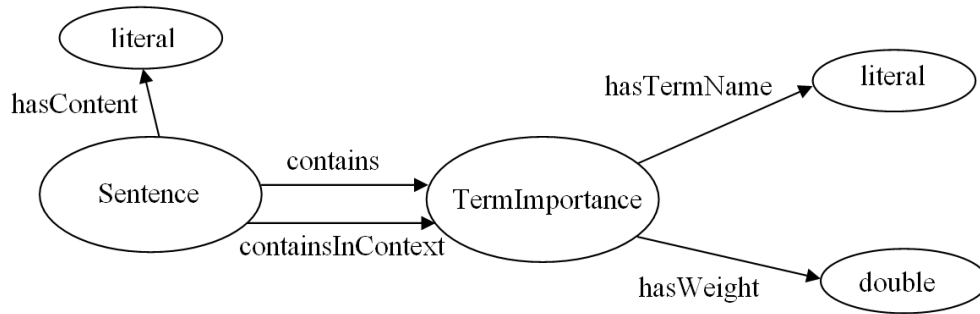 literal
hasContent
Sentence
contains
containsInContext
TermImportance
hasTermName
literal
hasWeight
double